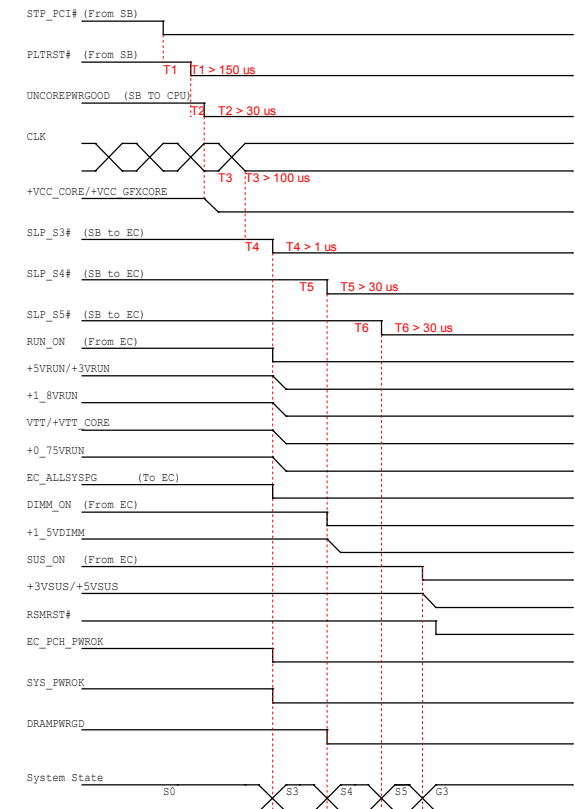 STP_PCI# (From SB)
PLTRST# (From SB)
T1 T1 > 150 us
UNCOREPWRGOOD (SB TO CPU)
T2 T2 > 30 us
CLK
T3 T3 > 100 us
+VCC_CORE/+VCC_GFXCORE
SLP_S3# (SB to EC)
T4 T4 > 1 us
SLP_S4# (SB to EC)
T5 T5 > 30 us
SLP_S5# (SB to EC)
T6 T6 > 30 us
RUN_ON (From EC)
+5VRUN/+3VRUN
+1_8VRUN
VTT/+VTT_CORE
+0_75VRUN
EC_ALLSYSPG (To EC)
DIMM_ON (From EC)
+1_5VDIMM
SUS_ON (From EC)
+3VSUS/+5VSUS
RSMRST#
EC_PCH_PWROK
SYS_PWROK
DRAMPWRGD
System State
S0 S3 S4 S5 G3